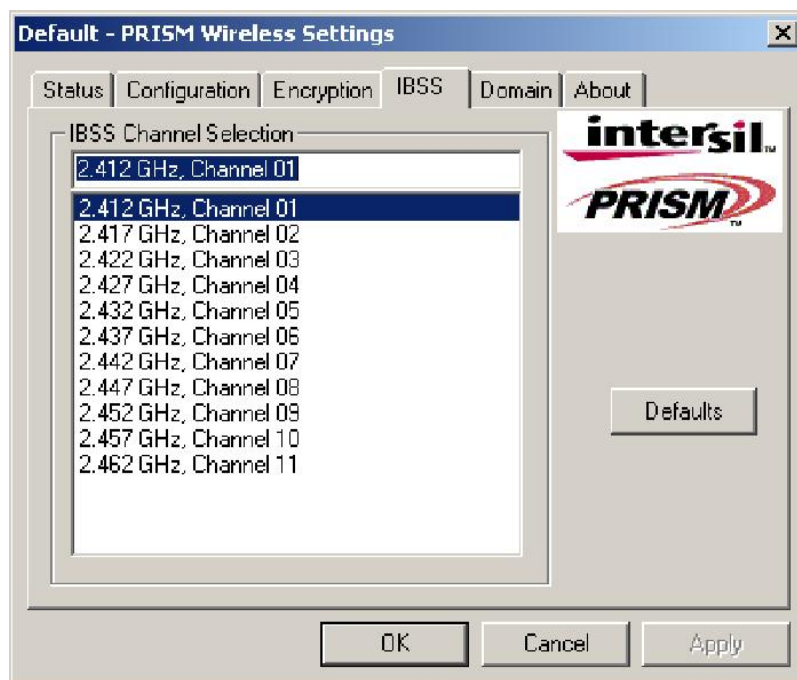 Default - PRISM Wireless Settings
Status Configuration Encryption IBSS Domain About
IBSS Channel Selection
2.412 GHz, Channel 01
2.412 GHz, Channel 01
2.417 GHz, Channel 02
2.422 GHz, Channel 03
2.427 GHz, Channel 04
2.432 GHz, Channel 05
2.437 GHz, Channel 06
2.442 GHz, Channel 07
2.447 GHz, Channel 08
2.452 GHz, Channel 09
2.457 GHz, Channel 10
2.462 GHz, Channel 11
intersil™
PRISM™
Defaults
OK Cancel Apply